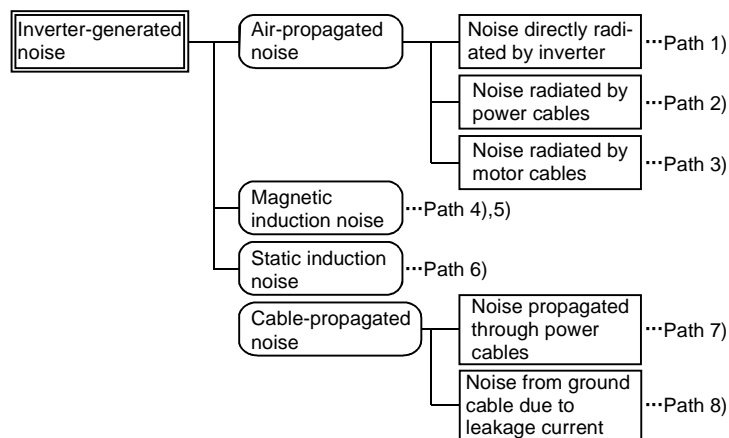 Inverter-generated
noise
Air-propagated
noise
Noise directly radi-
ated by inverter
···Path 1)
Noise radiated by
power cables
···Path 2)
Noise radiated by
motor cables
···Path 3)
Magnetic
induction noise
···Path 4),5)
Static induction
noise
···Path 6)
Cable-propagated
noise
Noise propagated
through power
cables
···Path 7)
Noise from ground
cable due to
leakage current
···Path 8)